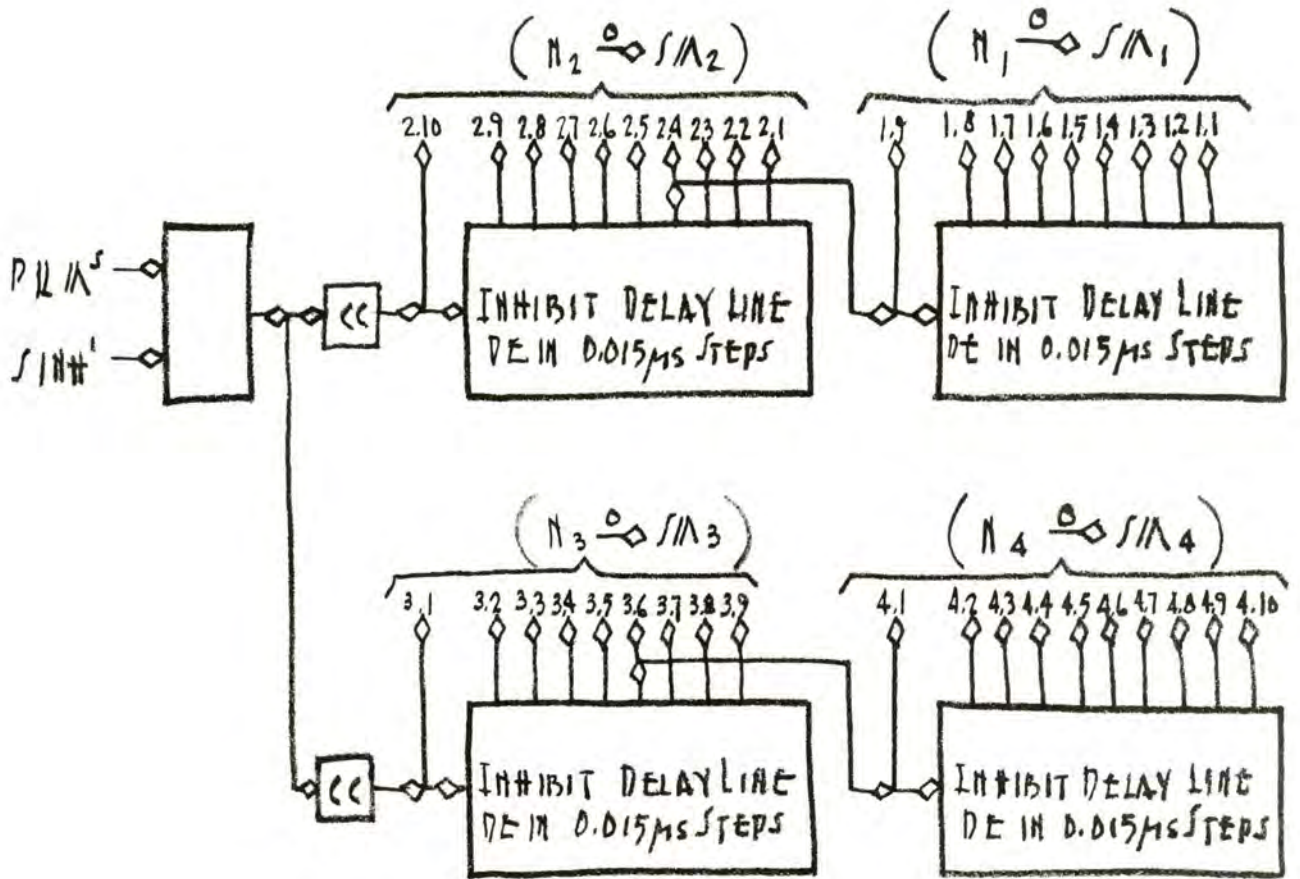 (N₂ —0→ SIA₂)
(N₁ —0→ SIA₁)
2.10 2.9 2.8 2.7 2.6 2.5 2.4 2.3 2.2 2.1
1.9 1.8 1.7 1.6 1.5 1.4 1.3 1.2 1.1
SINH¹
CC
INHIBIT DELAY LINE
DE IN 0.015μs STEPS
INHIBIT DELAY LINE
DE IN 0.015μs STEPS
(N₃ —0→ SIA₃)
(N₄ —0→ SIA₄)
3.1 3.2 3.3 3.4 3.5 3.6 3.7 3.8 3.9
4.1 4.2 4.3 4.4 4.5 4.6 4.7 4.8 4.9 4.10
CC
INHIBIT DELAY LINE
DE IN 0.015μs STEPS
INHIBIT DELAY LINE
DE IN 0.015μs STEPS